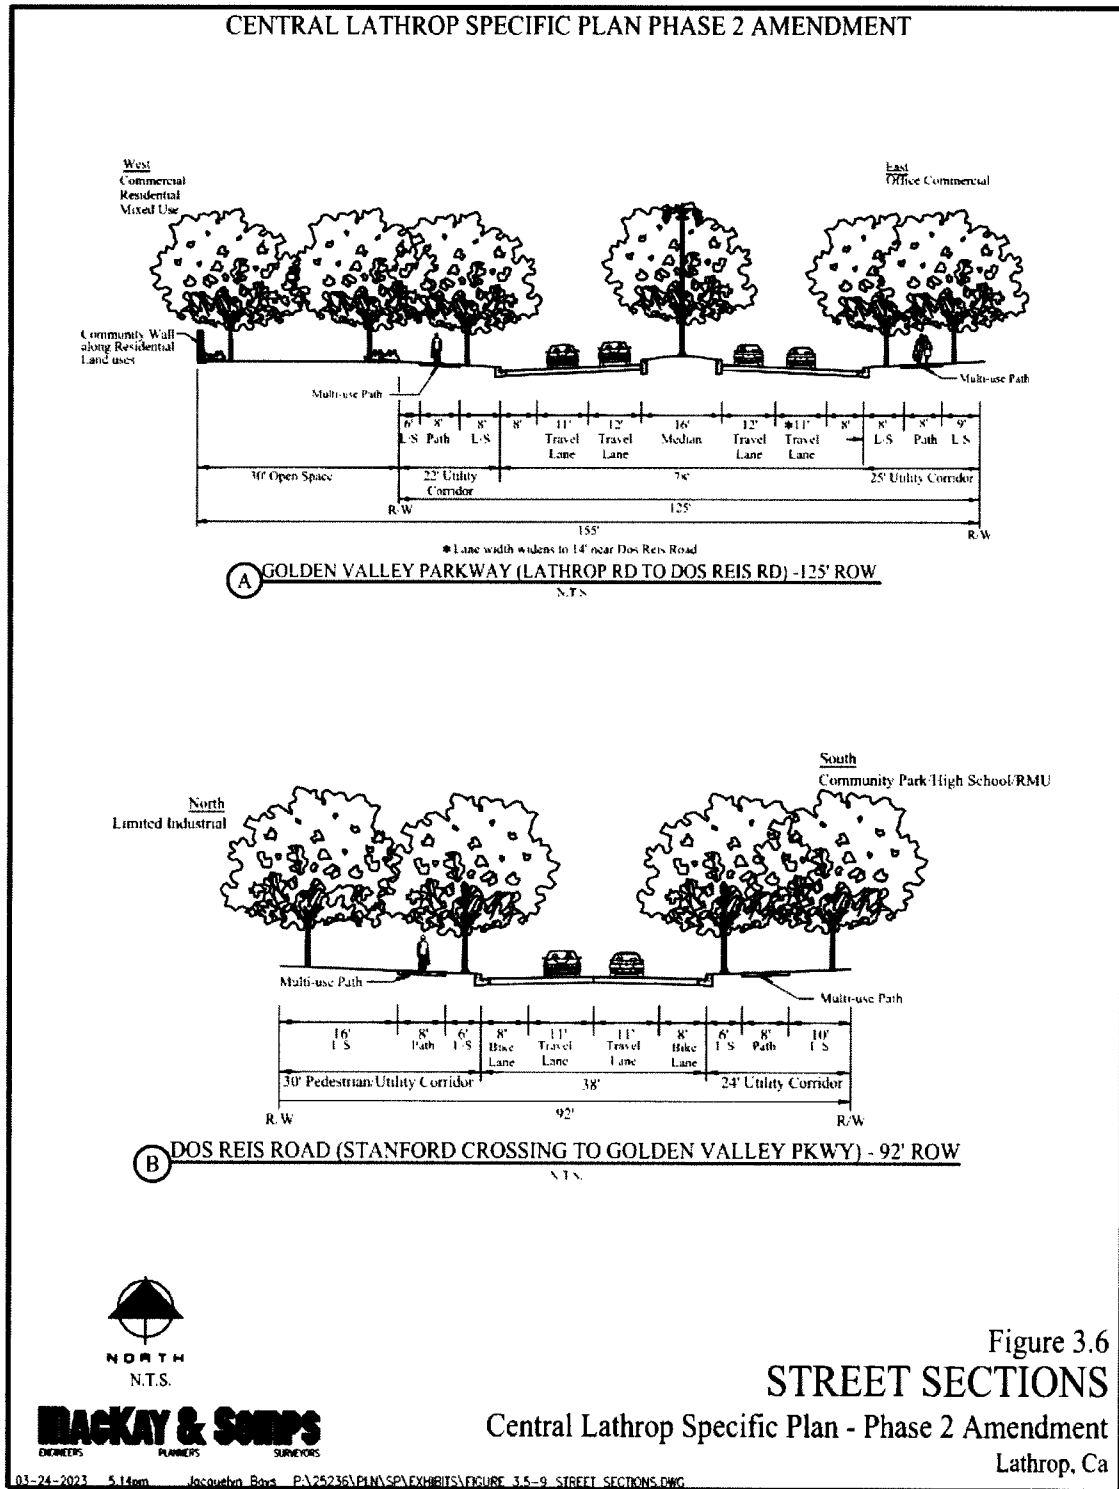 CENTRAL LATHROP SPECIFIC PLAN PHASE 2 AMENDMENT
West
Commercial
Residential
Mixed Use
East
Office Commercial
Community Wall
along Residential
Land uses
Multi-use Path
Multi-use Path
6' 8' 8' 8' 11' 12' 16' 12' *11' 8' 8' 8' 9'
L-S Path L-S Travel Travel Median Travel Travel L-S Path L-S
Lane Lane Lane Lane
30' Open Space 22' Utility 78' 25' Utility Corridor
Corridor
R/W 125'
155' R/W
* Lane width widens to 14' near Dos Reis Road
A GOLDEN VALLEY PARKWAY (LATHROP RD TO DOS REIS RD) -125' ROW
N.T.S.
South
Community Park/High School/RMU
North
Limited Industrial
Multi-use Path
Multi-use Path
16' 8' 6' 8' 11' 11' 8' 6' 8' 10'
L-S Path L-S Bike Travel Travel Bike L-S Path L-S
Lane Lane Lane Lane
30' Pedestrian/Utility Corridor 38' 24' Utility Corridor
R/W 92' R/W
B DOS REIS ROAD (STANFORD CROSSING TO GOLDEN VALLEY PKWY) - 92' ROW
N.T.S.
NORTH
N.T.S.
MACKAY & SOMPS
ENGINEERS PLANNERS SURVEYORS
Figure 3.6
STREET SECTIONS
Central Lathrop Specific Plan - Phase 2 Amendment
Lathrop, Ca
03-24-2023 5:14pm Jacquelyn Bays P:\25236\PLN\SP\EXHIBITS\FIGURE 3.5-9 STREET SECTIONS.DWG